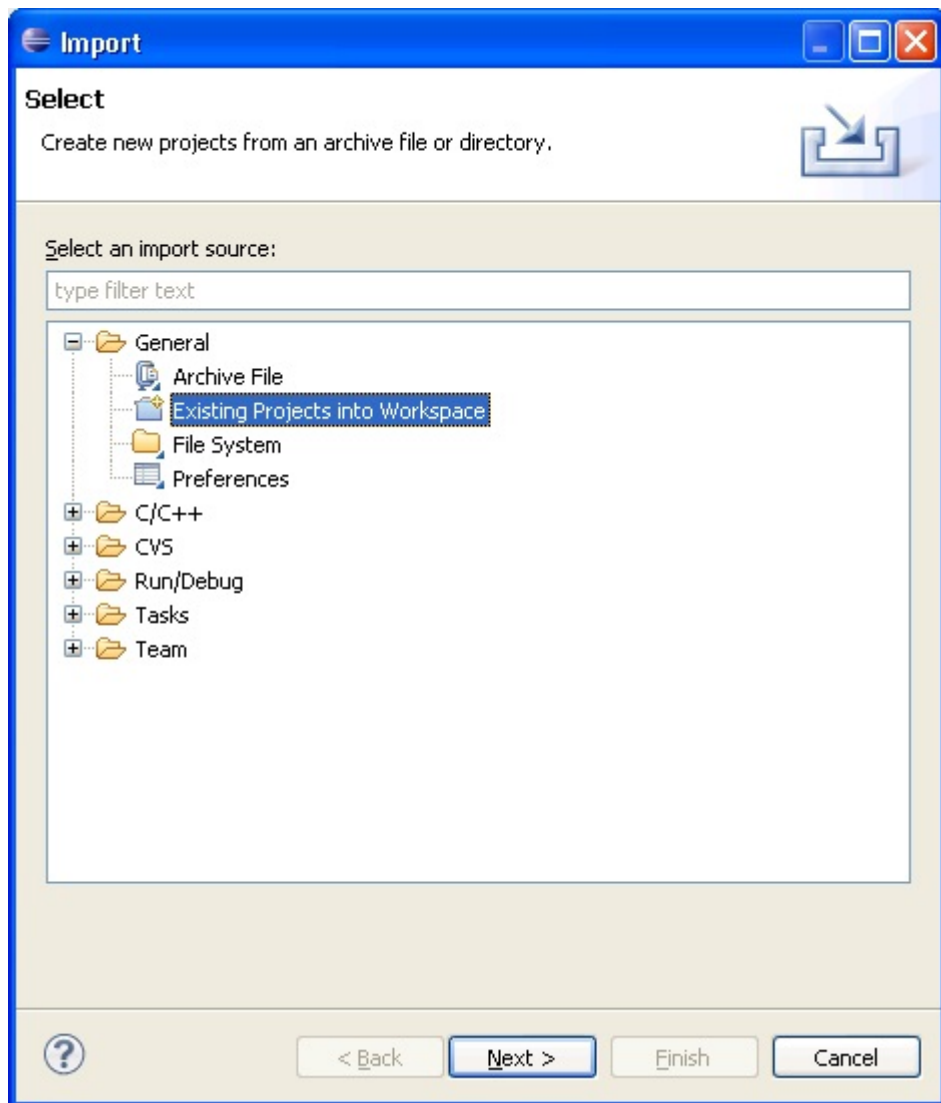 Import
Select
Create new projects from an archive file or directory.
Select an import source:
type filter text
General
Archive File
Existing Projects into Workspace
File System
Preferences
C/C++
CVS
Run/Debug
Tasks
Team
< Back Next > Finish Cancel